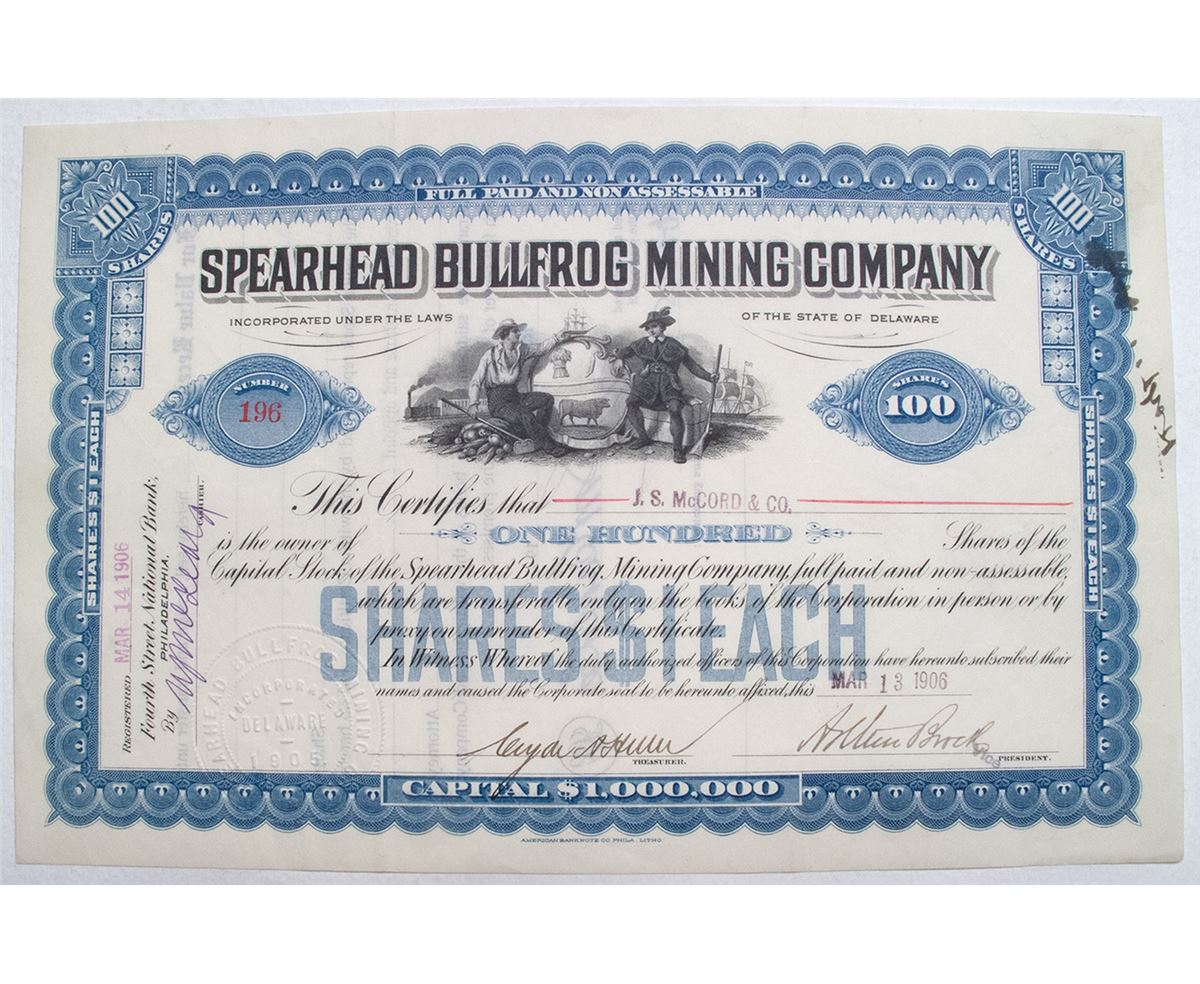 FULL PAID AND NON ASSESSABLE
100 SHARES
100 SHARES
SPEARHEAD BULLFROG MINING COMPANY
INCORPORATED UNDER THE LAWS OF THE STATE OF DELAWARE
NUMBER
196
SHARES
100
SHARES $1 EACH
SHARES $1 EACH
This Certifies that J. S. McCORD & CO.
is the owner of ONE HUNDRED Shares of the
Capital Stock of the Spearhead Bullfrog Mining Company, full paid and non-assessable,
which are transferable only on the books of the Corporation in person or by
proxy on surrender of this Certificate.
SHARES $1 EACH
In Witness Whereof the duly authorized officers of this Corporation have hereunto subscribed their
names and caused the Corporate seal to be hereunto affixed, this MAR 13 1906
TREASURER.
PRESIDENT.
REGISTERED MAR 14 1906
Fourth Street National Bank,
PHILADELPHIA.
By
CASHIER.
SPEARHEAD BULLFROG MINING
INCORPORATED
DELAWARE
1905
CAPITAL $1,000,000
AMERICAN BANK NOTE CO. PHILA. LITHO.